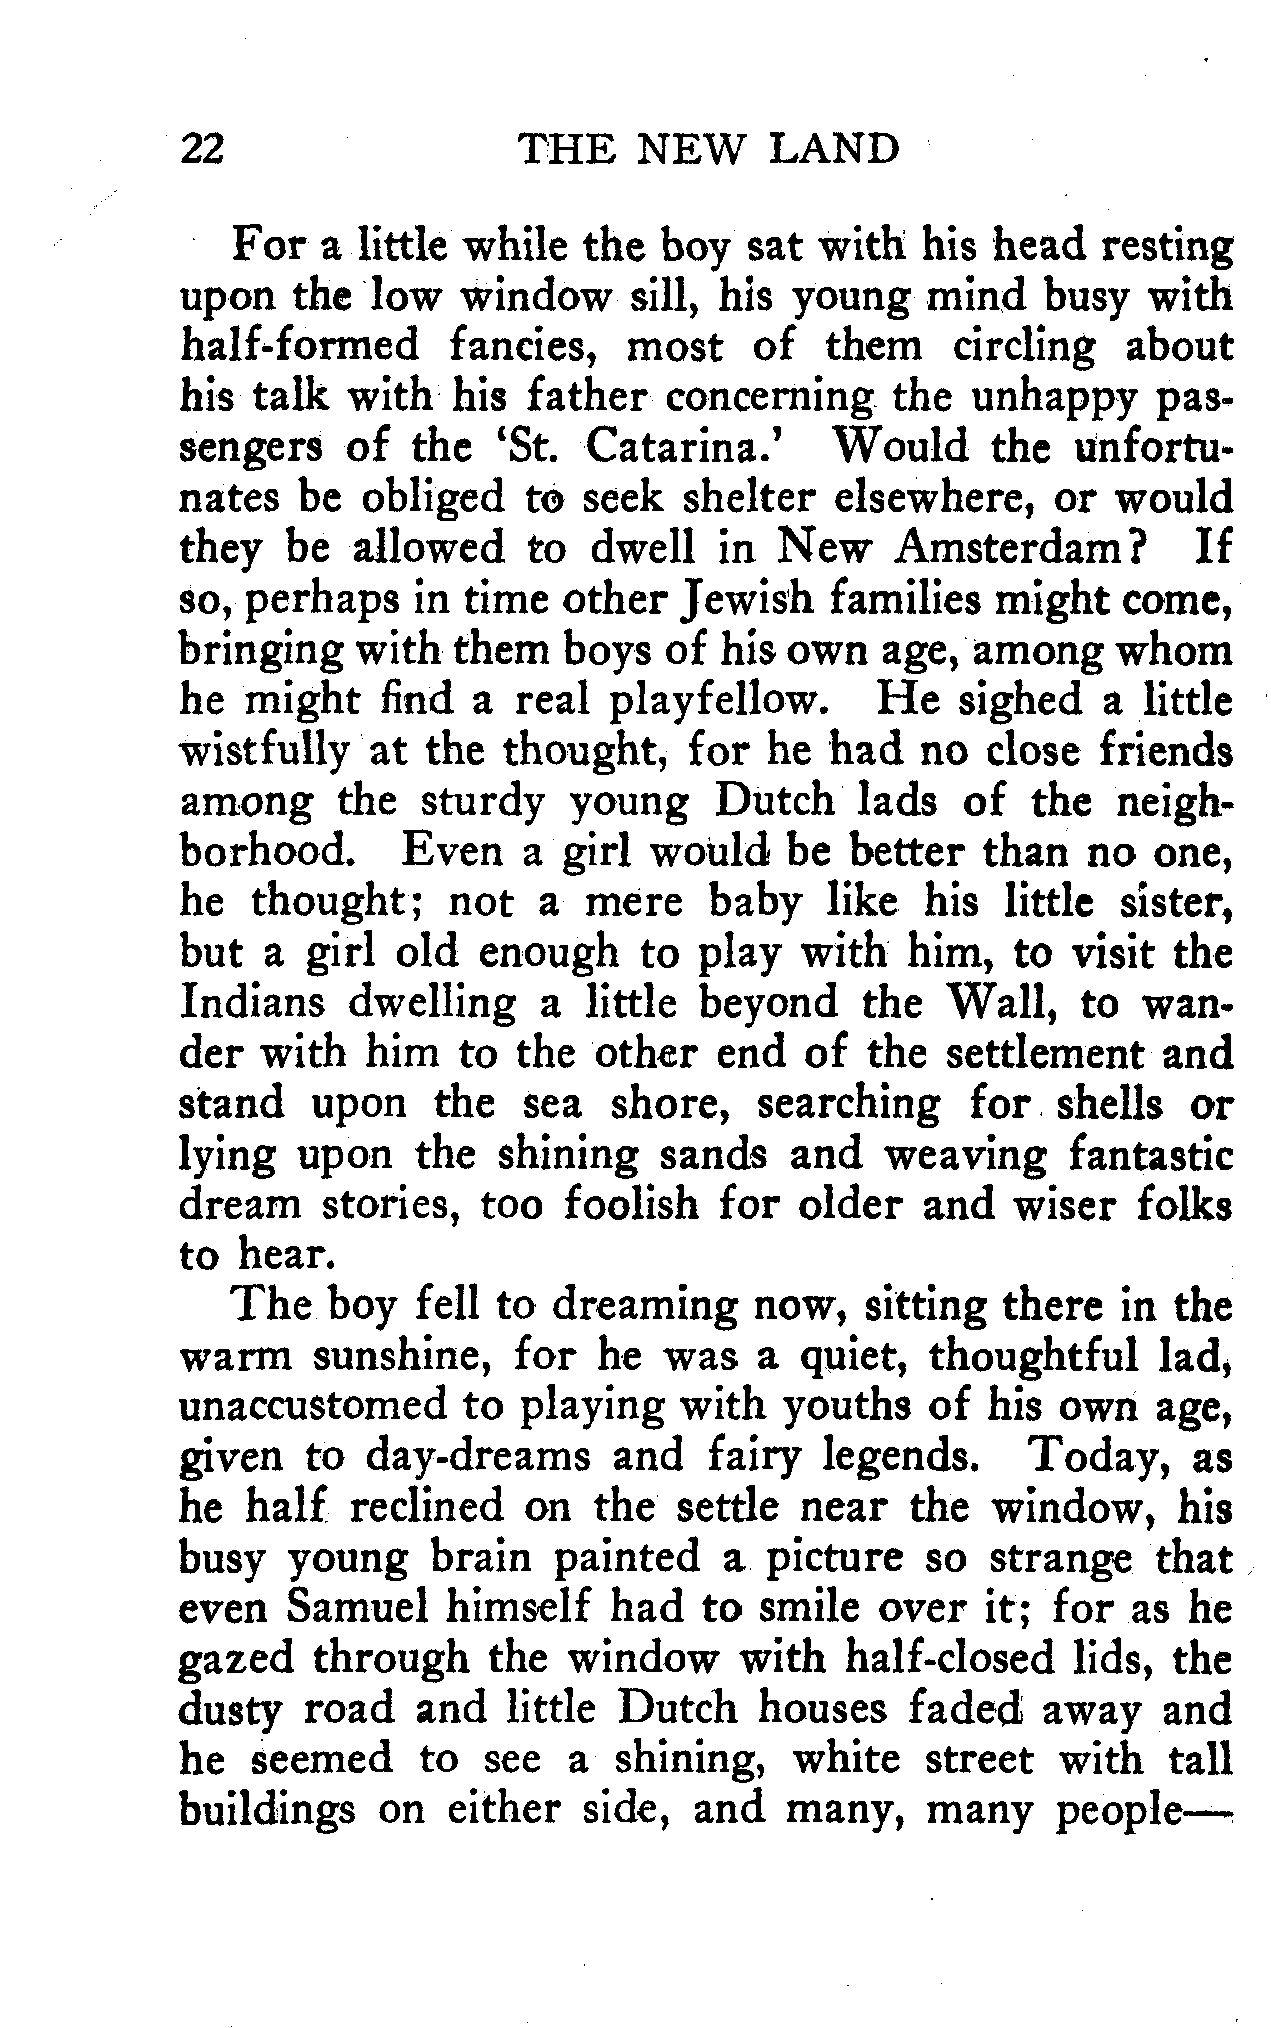 22 THE NEW LAND
For a little while the boy sat with his head resting
upon the low window sill, his young mind busy with
half-formed fancies, most of them circling about
his talk with his father concerning the unhappy pas-
sengers of the ‘St. Catarina.’ Would the unfortu-
nates be obliged to seek shelter elsewhere, or would
they be allowed to dwell in New Amsterdam? If
so, perhaps in time other Jewish families might come,
bringing with them boys of his own age, among whom
he might find a real playfellow. He sighed a little
wistfully at the thought, for he had no close friends
among the sturdy young Dutch lads of the neigh-
borhood. Even a girl would be better than no one,
he thought; not a mere baby like his little sister,
but a girl old enough to play with him, to visit the
Indians dwelling a little beyond the Wall, to wan-
der with him to the other end of the settlement and
stand upon the sea shore, searching for shells or
lying upon the shining sands and weaving fantastic
dream stories, too foolish for older and wiser folks
to hear.
The boy fell to dreaming now, sitting there in the
warm sunshine, for he was a quiet, thoughtful lad,
unaccustomed to playing with youths of his own age,
given to day-dreams and fairy legends. Today, as
he half reclined on the settle near the window, his
busy young brain painted a picture so strange that
even Samuel himself had to smile over it; for as he
gazed through the window with half-closed lids, the
dusty road and little Dutch houses faded away and
he seemed to see a shining, white street with tall
buildings on either side, and many, many people—